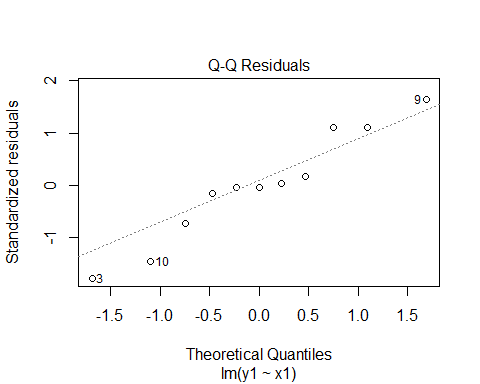 Q-Q Residuals
Standardized residuals
2
1
0
-1
9
10
3
-1.5 -1.0 -0.5 0.0 0.5 1.0 1.5
Theoretical Quantiles
lm(y1 ~ x1)